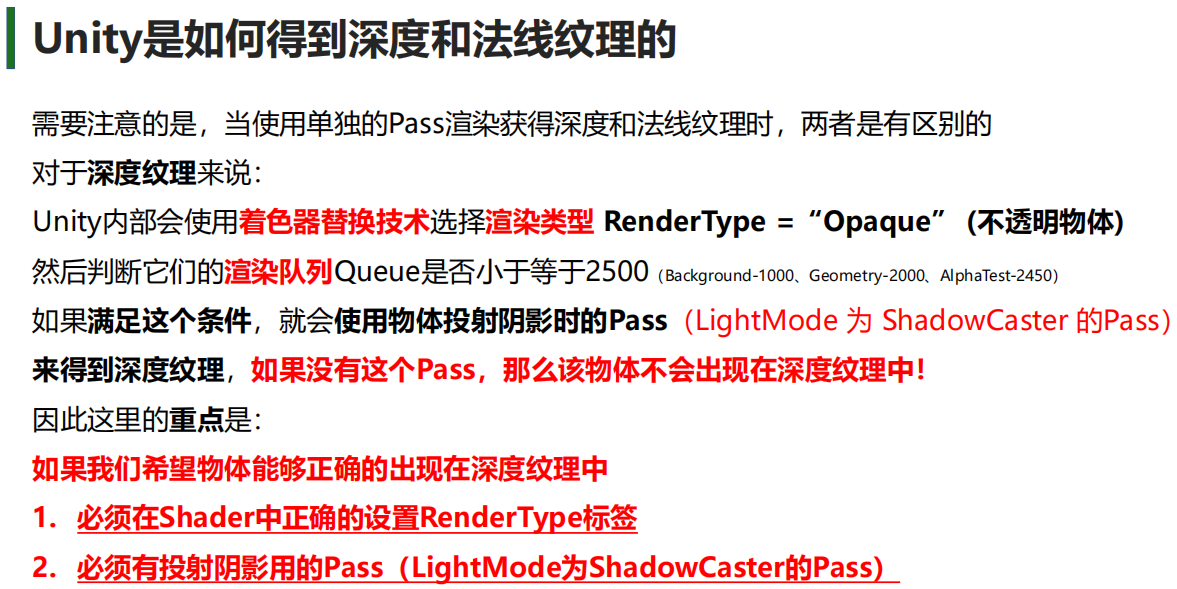 Unity是如何得到深度和法线纹理的
需要注意的是，当使用单独的Pass渲染获得深度和法线纹理时，两者是有区别的
对于深度纹理来说：
Unity内部会使用着色器替换技术选择渲染类型 RenderType =“Opaque”（不透明物体）
然后判断它们的渲染队列Queue是否小于等于2500（Background-1000、Geometry-2000、AlphaTest-2450）
如果满足这个条件，就会使用物体投射阴影时的Pass（LightMode 为 ShadowCaster 的Pass）
来得到深度纹理，如果没有这个Pass，那么该物体不会出现在深度纹理中！
因此这里的重点是：
如果我们希望物体能够正确的出现在深度纹理中
1. 必须在Shader中正确的设置RenderType标签
2. 必须有投射阴影用的Pass（LightMode为ShadowCaster的Pass）